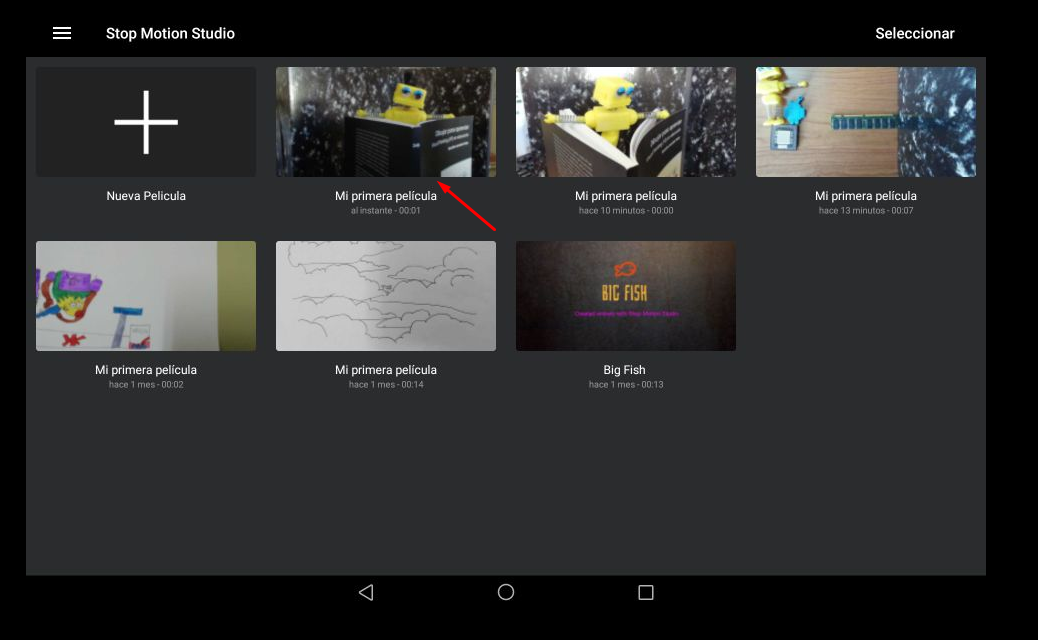 Stop Motion Studio
Seleccionar
Nueva Pelicula
Mi primera película
al instante - 00:01
Mi primera película
hace 10 minutos - 00:00
Mi primera película
hace 13 minutos - 00:07
BIG FISH
Created entirely with Stop Motion Studio
Mi primera película
hace 1 mes - 00:02
Mi primera película
hace 1 mes - 00:14
Big Fish
hace 1 mes - 00:13